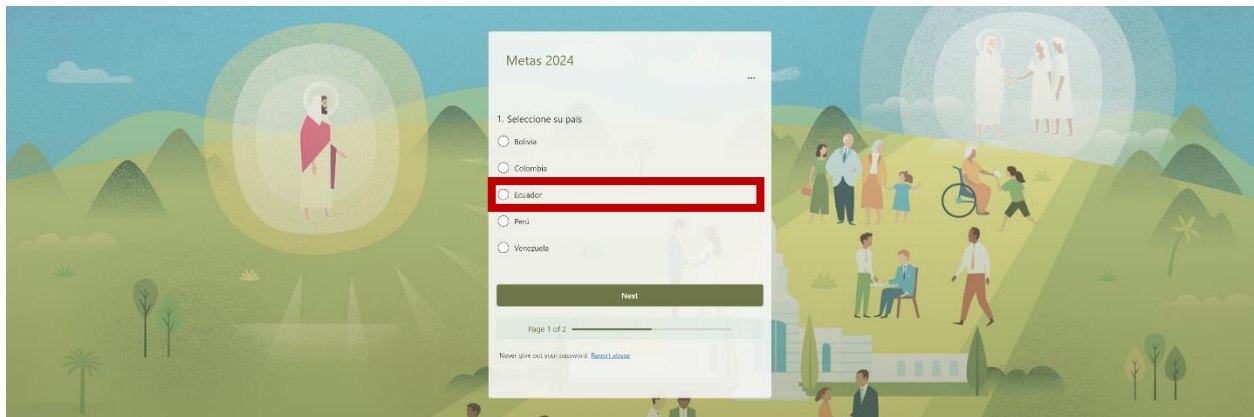 Metas 2024
...
1. Seleccione su país
Bolivia
Colombia
Ecuador
Perú
Venezuela
Next
Page 1 of 2
Never give out your password. Report abuse